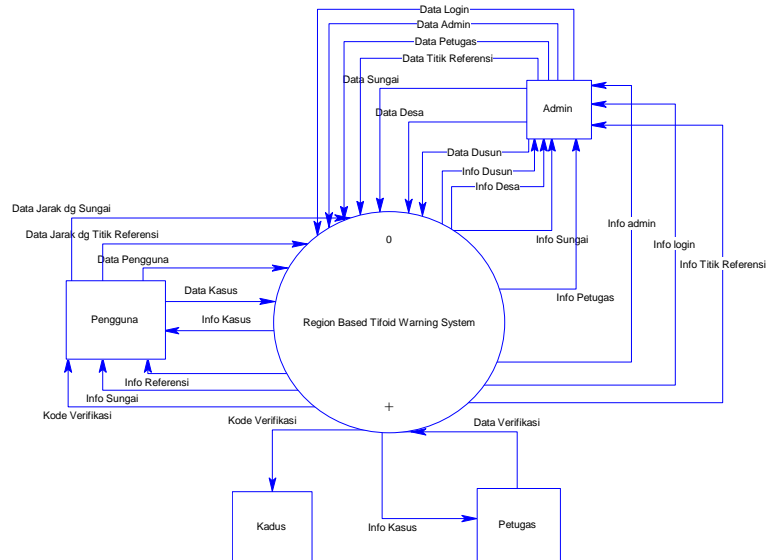 Data Login
Data Admin
Data Petugas
Data Titik Referensi
Data Sungai
Admin
Data Desa
Data Dusun
Info Dusun
Info Desa
Data Jarak dg Sungai
Data Jarak dg Titik Referensi
0
Info Sungai
Info admin
Info login
Info Titik Referensi
Data Pengguna
Data Kasus
Info Petugas
Pengguna
Info Kasus
Region Based Tifoid Warning System
Info Referensi
Info Sungai
Kode Verifikasi
+
Kode Verifikasi
Data Verifikasi
Kadus
Info Kasus
Petugas